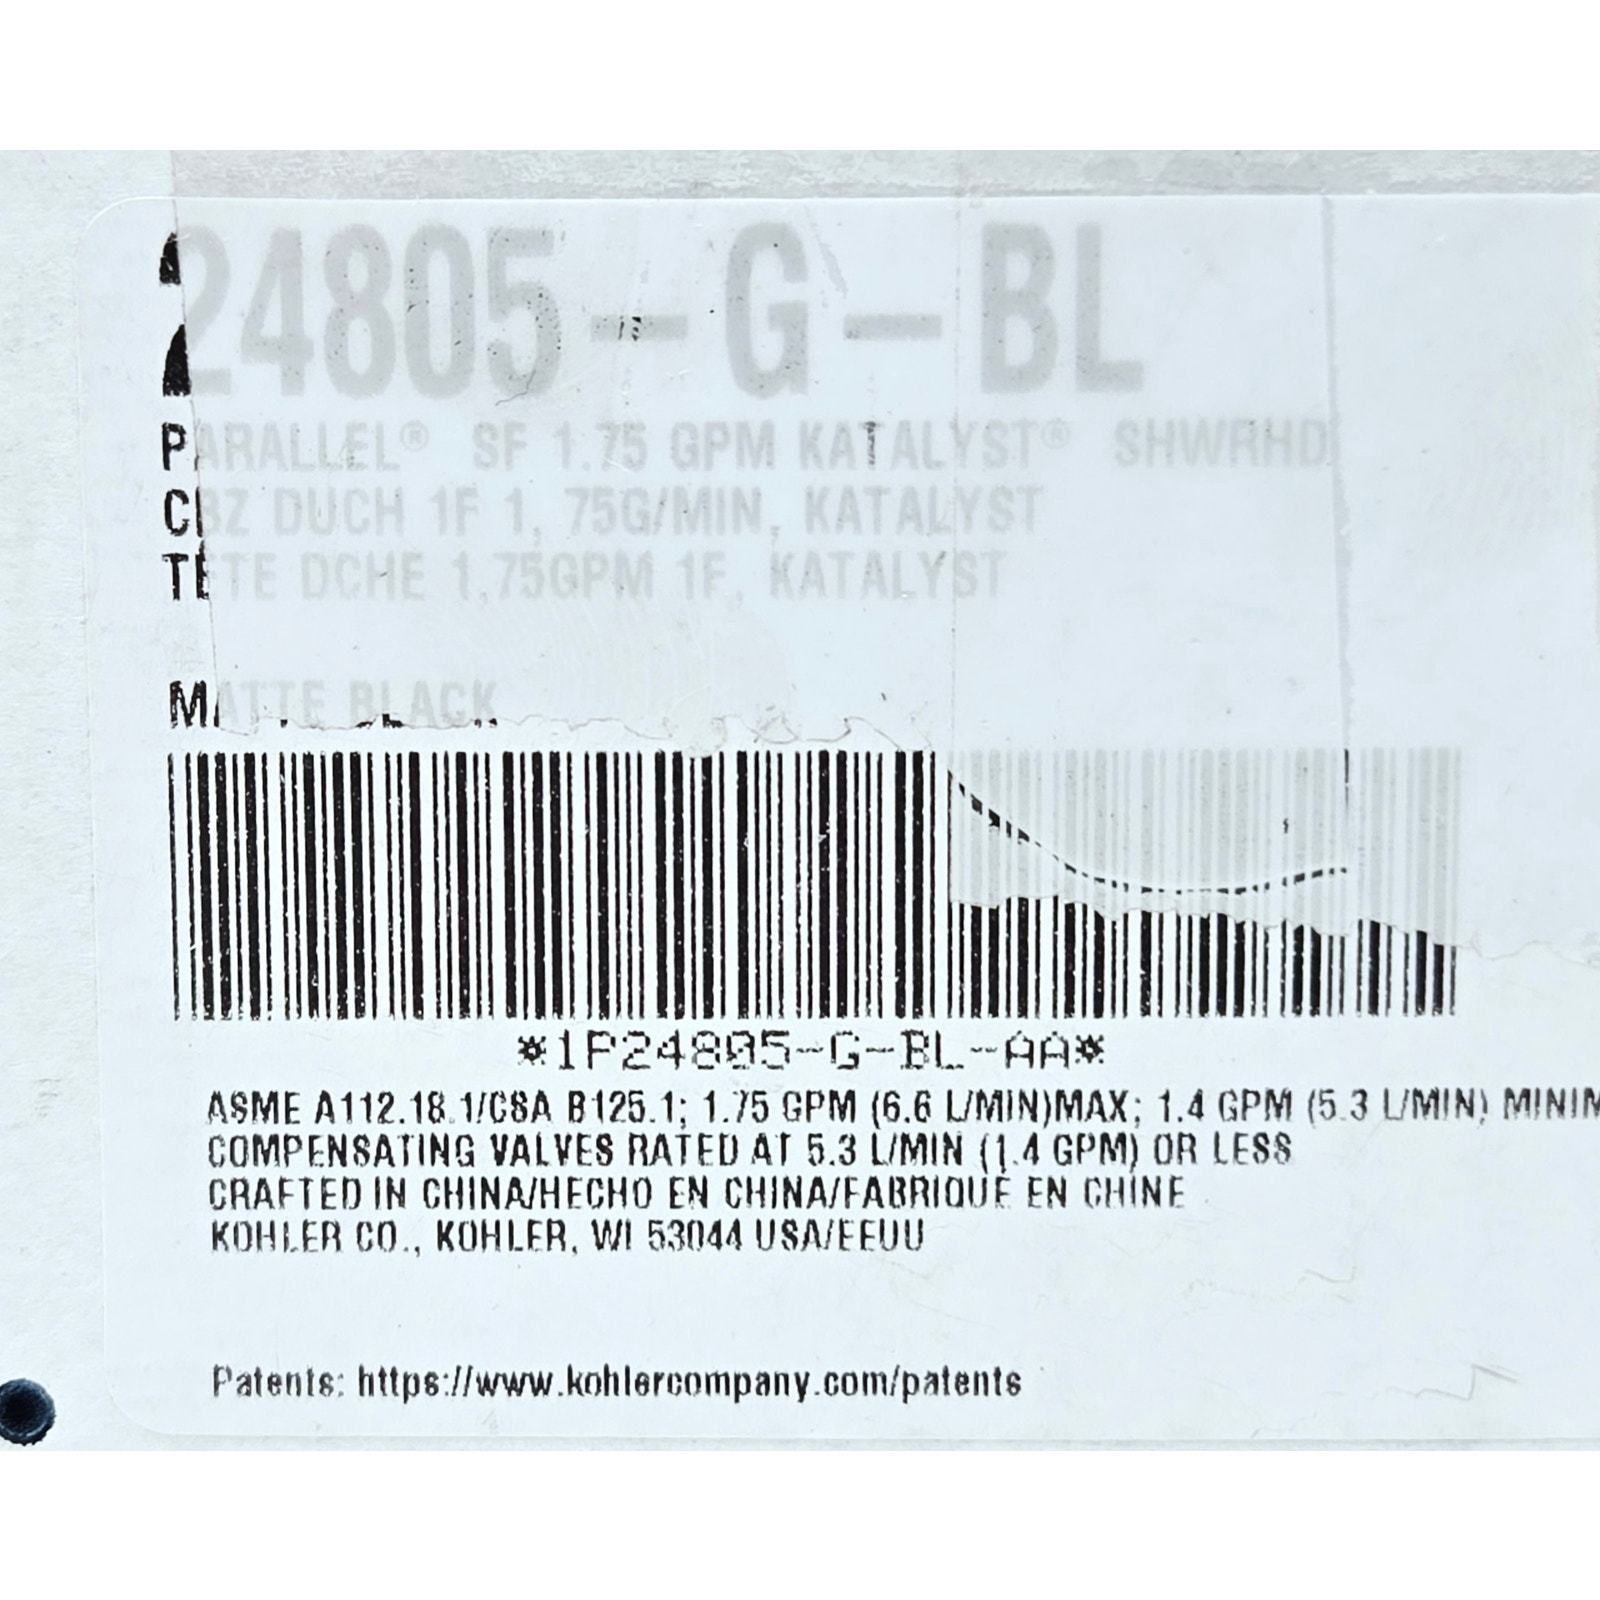 24805-G-BL
PARALLEL® SF 1.75 GPM KATALYST® SHWRHD
CBZ DUCH 1F 1, 75G/MIN, KATALYST
TETE DCHE 1.75GPM 1F, KATALYST
MATTE BLACK
*1P24805-G-BL-AA*
ASME A112.18.1/CSA B125.1; 1.75 GPM (6.6 L/MIN)MAX; 1.4 GPM (5.3 L/MIN) MINIM
COMPENSATING VALVES RATED AT 5.3 L/MIN (1.4 GPM) OR LESS
CRAFTED IN CHINA/HECHO EN CHINA/FABRIQUE EN CHINE
KOHLER CO., KOHLER, WI 53044 USA/EEUU
Patents: https://www.kohlercompany.com/patents